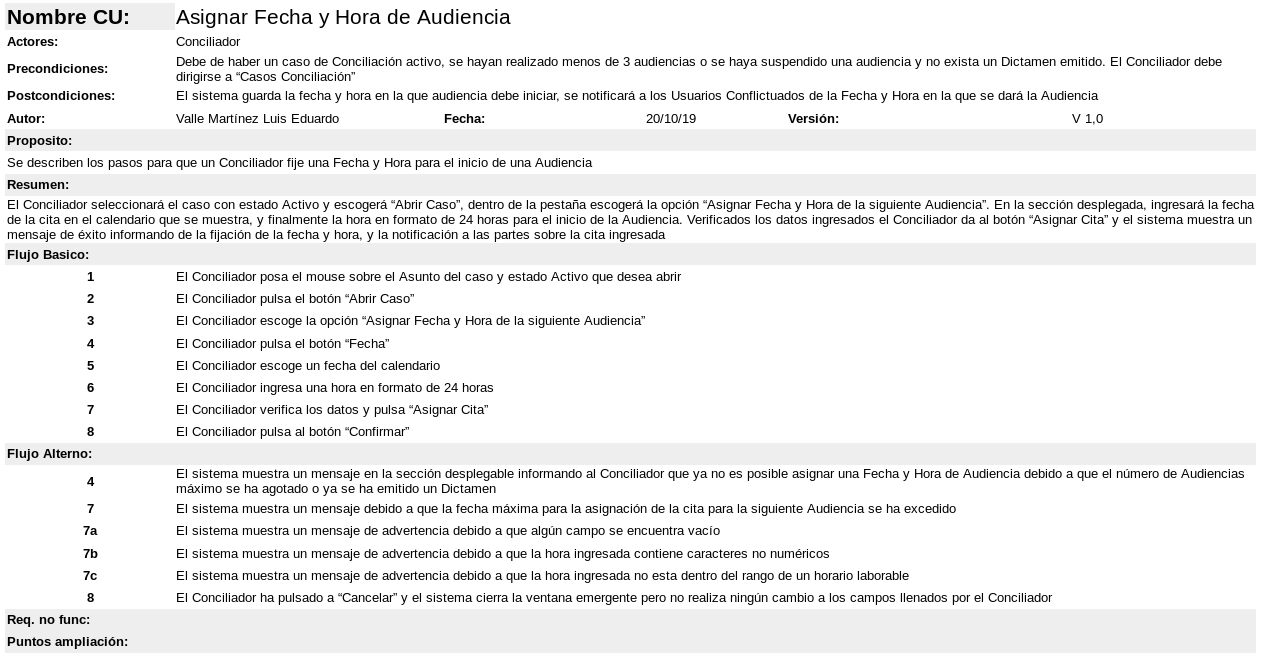 Nombre CU: Asignar Fecha y Hora de Audiencia
Actores: Conciliador
Precondiciones: Debe de haber un caso de Conciliación activo, se hayan realizado menos de 3 audiencias o se haya suspendido una audiencia y no exista un Dictamen emitido. El Conciliador debe
dirigirse a “Casos Conciliación”
Postcondiciones: El sistema guarda la fecha y hora en la que audiencia debe iniciar, se notificará a los Usuarios Conflictuados de la Fecha y Hora en la que se dará la Audiencia
Autor: Valle Martínez Luis Eduardo Fecha: 20/10/19 Versión: V 1,0
Proposito:
Se describen los pasos para que un Conciliador fije una Fecha y Hora para el inicio de una Audiencia
Resumen:
El Conciliador seleccionará el caso con estado Activo y escogerá “Abrir Caso”, dentro de la pestaña escogerá la opción “Asignar Fecha y Hora de la siguiente Audiencia”. En la sección desplegada, ingresará la fecha
de la cita en el calendario que se muestra, y finalmente la hora en formato de 24 horas para el inicio de la Audiencia. Verificados los datos ingresados el Conciliador da al botón “Asignar Cita” y el sistema muestra un
mensaje de éxito informando de la fijación de la fecha y hora, y la notificación a las partes sobre la cita ingresada
Flujo Basico:
1 El Conciliador posa el mouse sobre el Asunto del caso y estado Activo que desea abrir
2 El Conciliador pulsa el botón “Abrir Caso”
3 El Conciliador escoge la opción “Asignar Fecha y Hora de la siguiente Audiencia”
4 El Conciliador pulsa el botón “Fecha”
5 El Conciliador escoge un fecha del calendario
6 El Conciliador ingresa una hora en formato de 24 horas
7 El Conciliador verifica los datos y pulsa “Asignar Cita”
8 El Conciliador pulsa al botón “Confirmar”
Flujo Alterno:
4 El sistema muestra un mensaje en la sección desplegable informando al Conciliador que ya no es posible asignar una Fecha y Hora de Audiencia debido a que el número de Audiencias
máximo se ha agotado o ya se ha emitido un Dictamen
7 El sistema muestra un mensaje debido a que la fecha máxima para la asignación de la cita para la siguiente Audiencia se ha excedido
7a El sistema muestra un mensaje de advertencia debido a que algún campo se encuentra vacío
7b El sistema muestra un mensaje de advertencia debido a que la hora ingresada contiene caracteres no numéricos
7c El sistema muestra un mensaje de advertencia debido a que la hora ingresada no esta dentro del rango de un horario laborable
8 El Conciliador ha pulsado a “Cancelar” y el sistema cierra la ventana emergente pero no realiza ningún cambio a los campos llenados por el Conciliador
Req. no func:
Puntos ampliación: